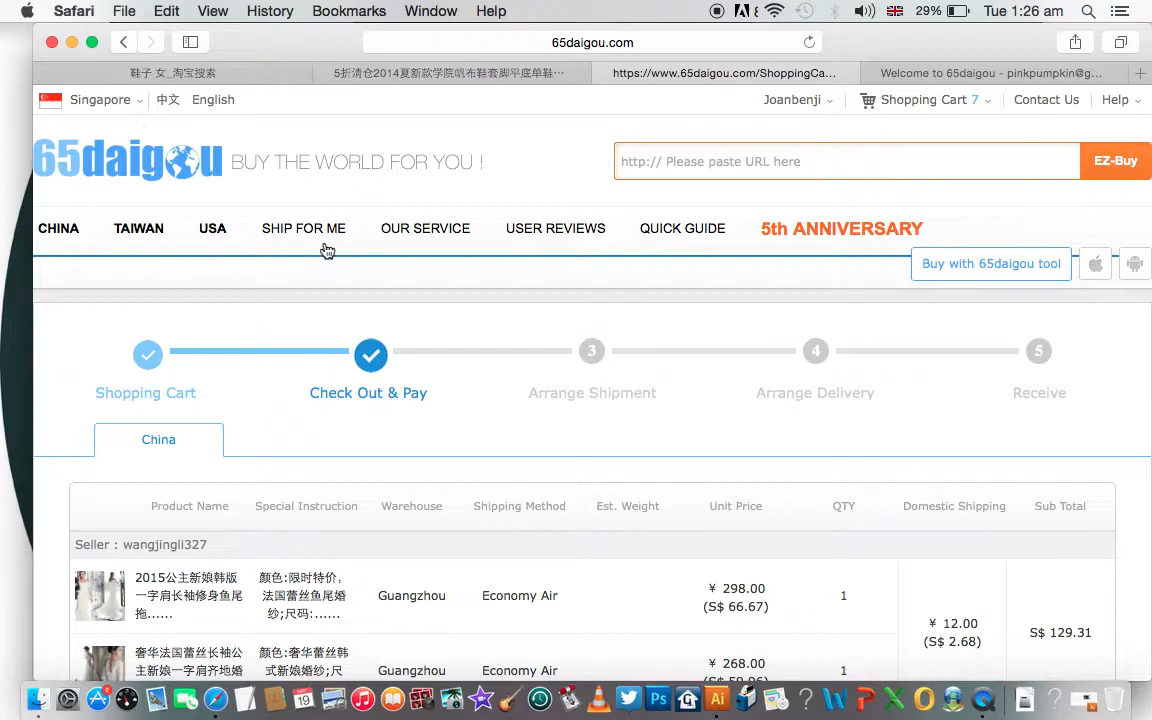 Safari File Edit View History Bookmarks Window Help 29% Tue 1:26 am
65daigou.com
鞋子 女_淘宝搜索 5折清仓2014夏新款学院帆布鞋套脚平底单鞋… https://www.65daigou.com/ShoppingCa… Welcome to 65daigou - pinkpumpkin@g…
Singapore 中文 English Joanbenji Shopping Cart 7 Contact Us Help
65daigou BUY THE WORLD FOR YOU ! http:// Please paste URL here EZ-Buy
CHINA TAIWAN USA SHIP FOR ME OUR SERVICE USER REVIEWS QUICK GUIDE 5th ANNIVERSARY
Buy with 65daigou tool
3 4 5
Shopping Cart Check Out & Pay Arrange Shipment Arrange Delivery Receive
China
Product Name Special Instruction Warehouse Shipping Method Est. Weight Unit Price QTY Domestic Shipping Sub Total
Seller : wangjingli327
2015公主新娘韩版 颜色:限时特价,
一字肩长袖修身鱼尾 法国蕾丝鱼尾婚 Guangzhou Economy Air ¥ 298.00 1
拖...... 纱;尺码:...... (S$ 66.67)
¥ 12.00
(S$ 2.68) S$ 129.31
奢华法国蕾丝长袖公 颜色:奢华蕾丝韩
主新娘一字肩齐地婚 式新娘婚纱;尺 Guangzhou Economy Air ¥ 268.00 1